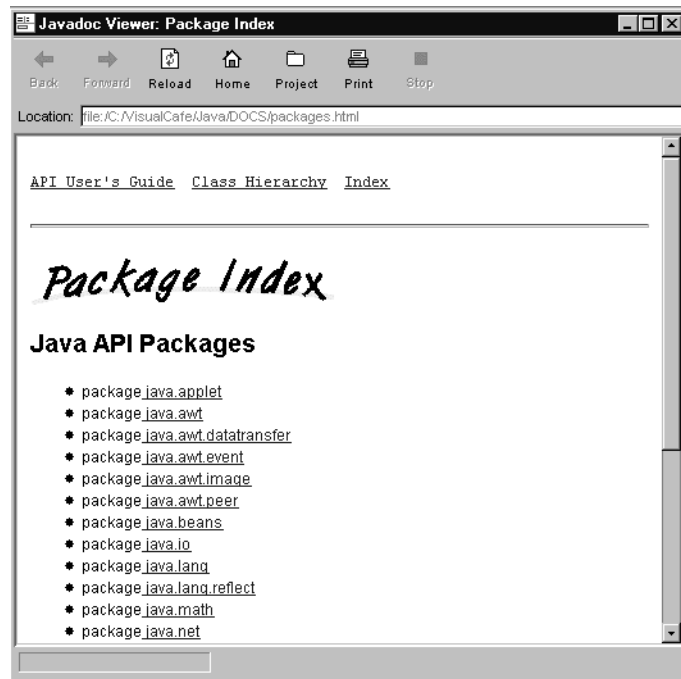 Javadoc Viewer: Package Index
Back Forward Reload Home Project Print Stop
Location: file:/C:/VisualCafe/Java/DOCS/packages.html
API User's Guide Class Hierarchy Index
Package Index
Java API Packages
package java.applet
package java.awt
package java.awt.datatransfer
package java.awt.event
package java.awt.image
package java.awt.peer
package java.beans
package java.io
package java.lang
package java.lang.reflect
package java.math
package java.net